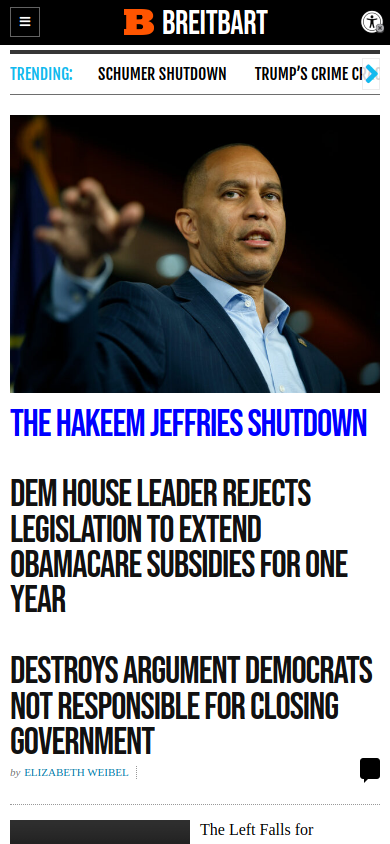 BREITBART
TRENDING: SCHUMER SHUTDOWN TRUMP'S CRIME
THE HAKEEM JEFFRIES SHUTDOWN
DEM HOUSE LEADER REJECTS
LEGISLATION TO EXTEND
OBAMACARE SUBSIDIES FOR ONE
YEAR
DESTROYS ARGUMENT DEMOCRATS
NOT RESPONSIBLE FOR CLOSING
GOVERNMENT
by ELIZABETH WEIBEL
The Left Falls for